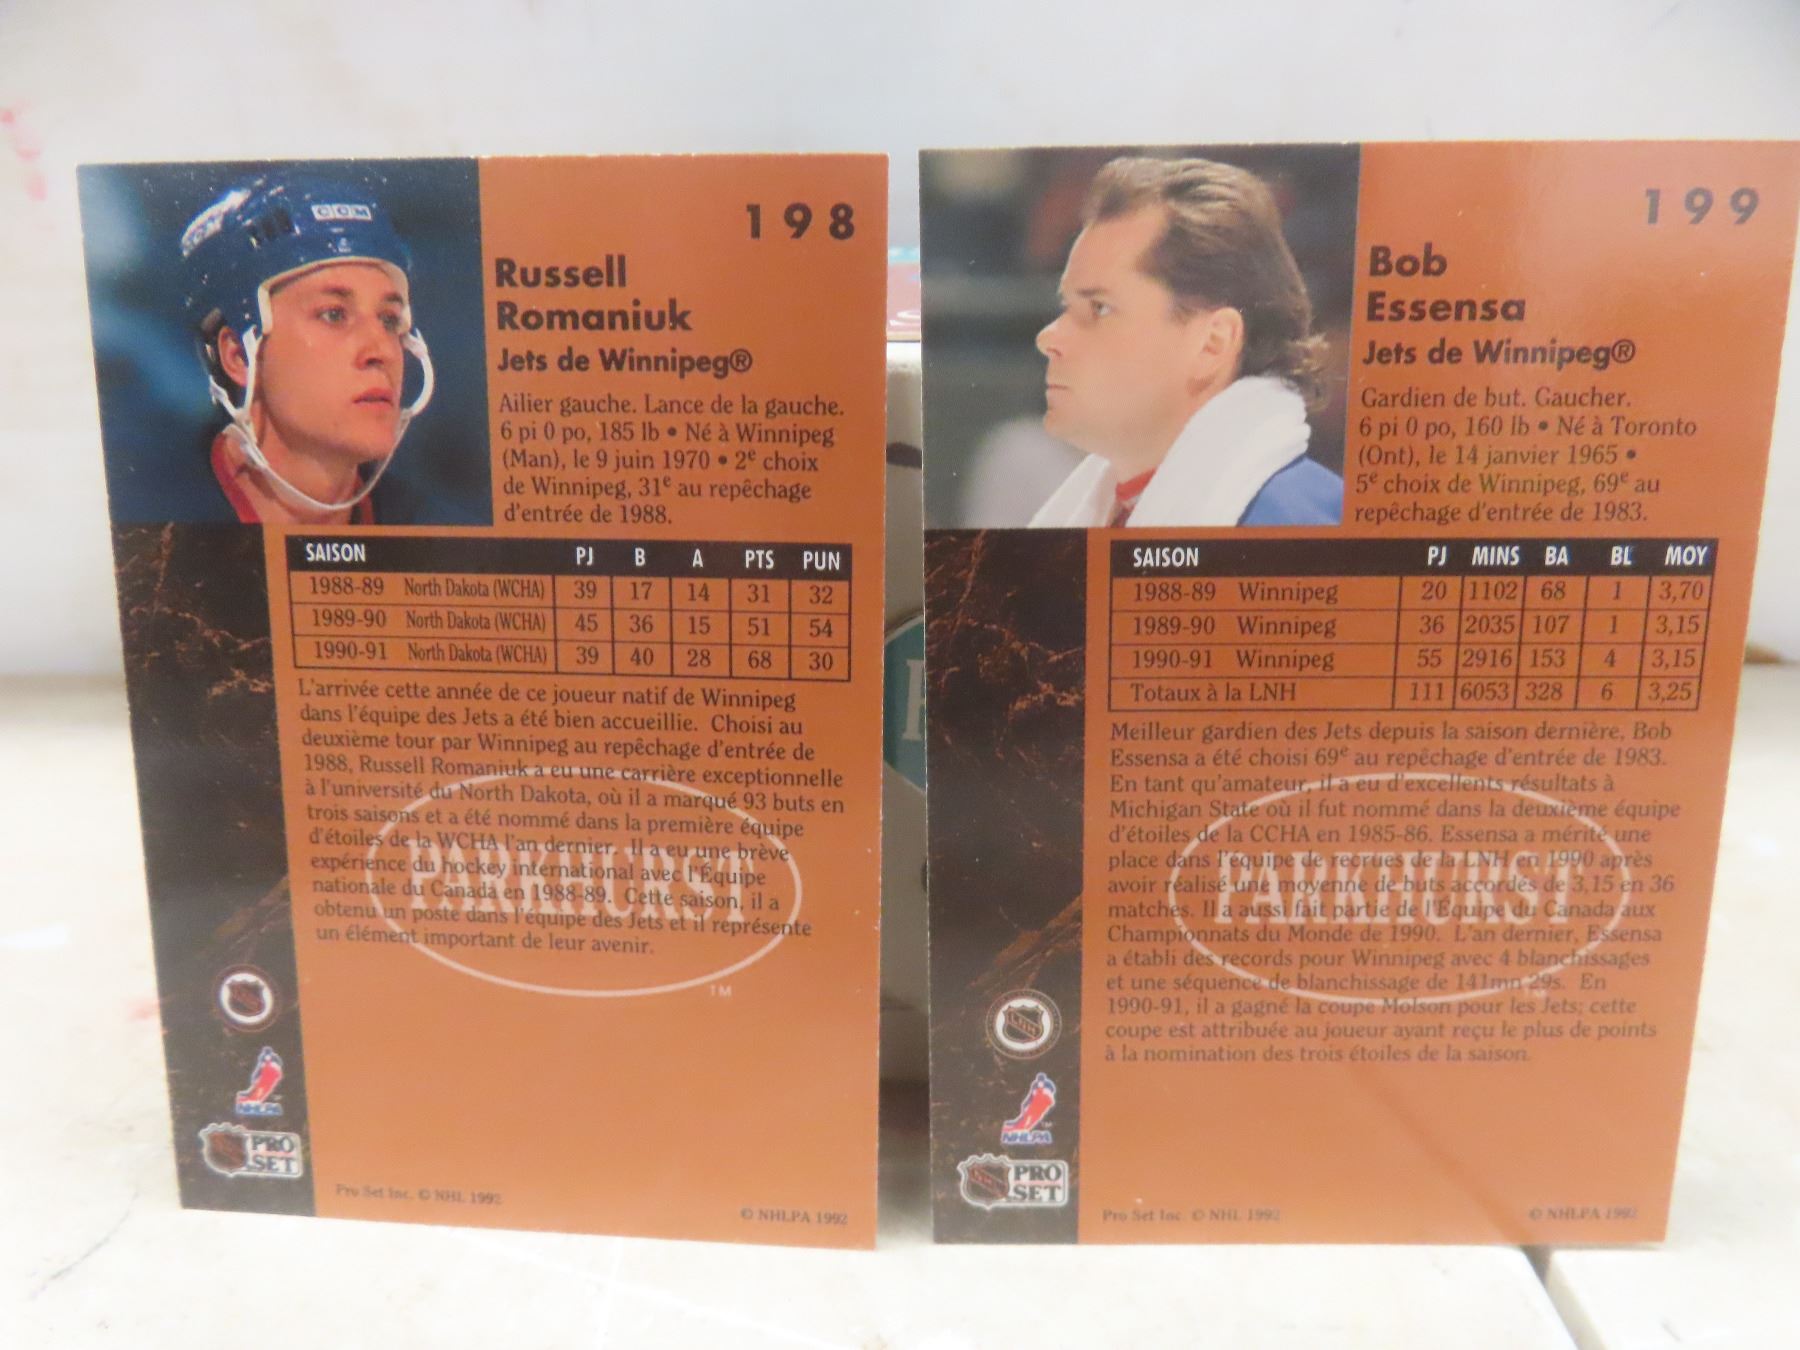 CCM
198
Russell
Romaniuk
Jets de Winnipeg®
Ailier gauche. Lance de la gauche.
6 pi 0 po, 185 lb • Né à Winnipeg
(Man), le 9 juin 1970 • 2e choix
de Winnipeg, 31e au repêchage
d'entrée de 1988.
SAISON PJ B A PTS PUN
1988-89 North Dakota (WCHA) 39 17 14 31 32
1989-90 North Dakota (WCHA) 45 36 15 51 54
1990-91 North Dakota (WCHA) 39 40 28 68 30
L'arrivée cette année de ce joueur natif de Winnipeg
dans l'équipe des Jets a été bien accueillie. Choisi au
deuxième tour par Winnipeg au repêchage d'entrée de
1988, Russell Romaniuk a eu une carrière exceptionnelle
à l'université du North Dakota, où il a marqué 93 buts en
trois saisons et a été nommé dans la première équipe
d'étoiles de la WCHA l'an dernier. Il a eu une brève
expérience du hockey international avec l'Équipe
nationale du Canada en 1988-89. Cette saison, il a
obtenu un poste dans l'équipe des Jets et il représente
un élément important de leur avenir.
PARKHURST
TM
NHLPA
PRO
SET
Pro Set Inc. © NHL 1992
© NHLPA 1992
199
Bob
Essensa
Jets de Winnipeg®
Gardien de but. Gaucher.
6 pi 0 po, 160 lb • Né à Toronto
(Ont), le 14 janvier 1965 •
5e choix de Winnipeg, 69e au
repêchage d'entrée de 1983.
SAISON PJ MINS BA BL MOY
1988-89 Winnipeg 20 1102 68 1 3,70
1989-90 Winnipeg 36 2035 107 1 3,15
1990-91 Winnipeg 55 2916 153 4 3,15
Totaux à la LNH 111 6053 328 6 3,25
Meilleur gardien des Jets depuis la saison dernière, Bob
Essensa a été choisi 69e au repêchage d'entrée de 1983.
En tant qu'amateur, il a eu d'excellents résultats à
Michigan State où il fut nommé dans la deuxième équipe
d'étoiles de la CCHA en 1985-86. Essensa a mérité une
place dans l'équipe de recrues de la LNH en 1990 après
avoir réalisé une moyenne de buts accordés de 3,15 en 36
matchs. Il a aussi fait partie de l'Équipe du Canada aux
Championnats du Monde de 1990. L'an dernier, Essensa
a établi des records pour Winnipeg avec 4 blanchissages
et une séquence de blanchissage de 141mn 29s. En
1990-91, il a gagné la coupe Molson pour les Jets; cette
coupe est attribuée au joueur ayant reçu le plus de points
à la nomination des trois étoiles de la saison.
PARKHURST
LNH
NHLPA
PRO
SET
Pro Set Inc. © NHL 1992
© NHLPA 1992